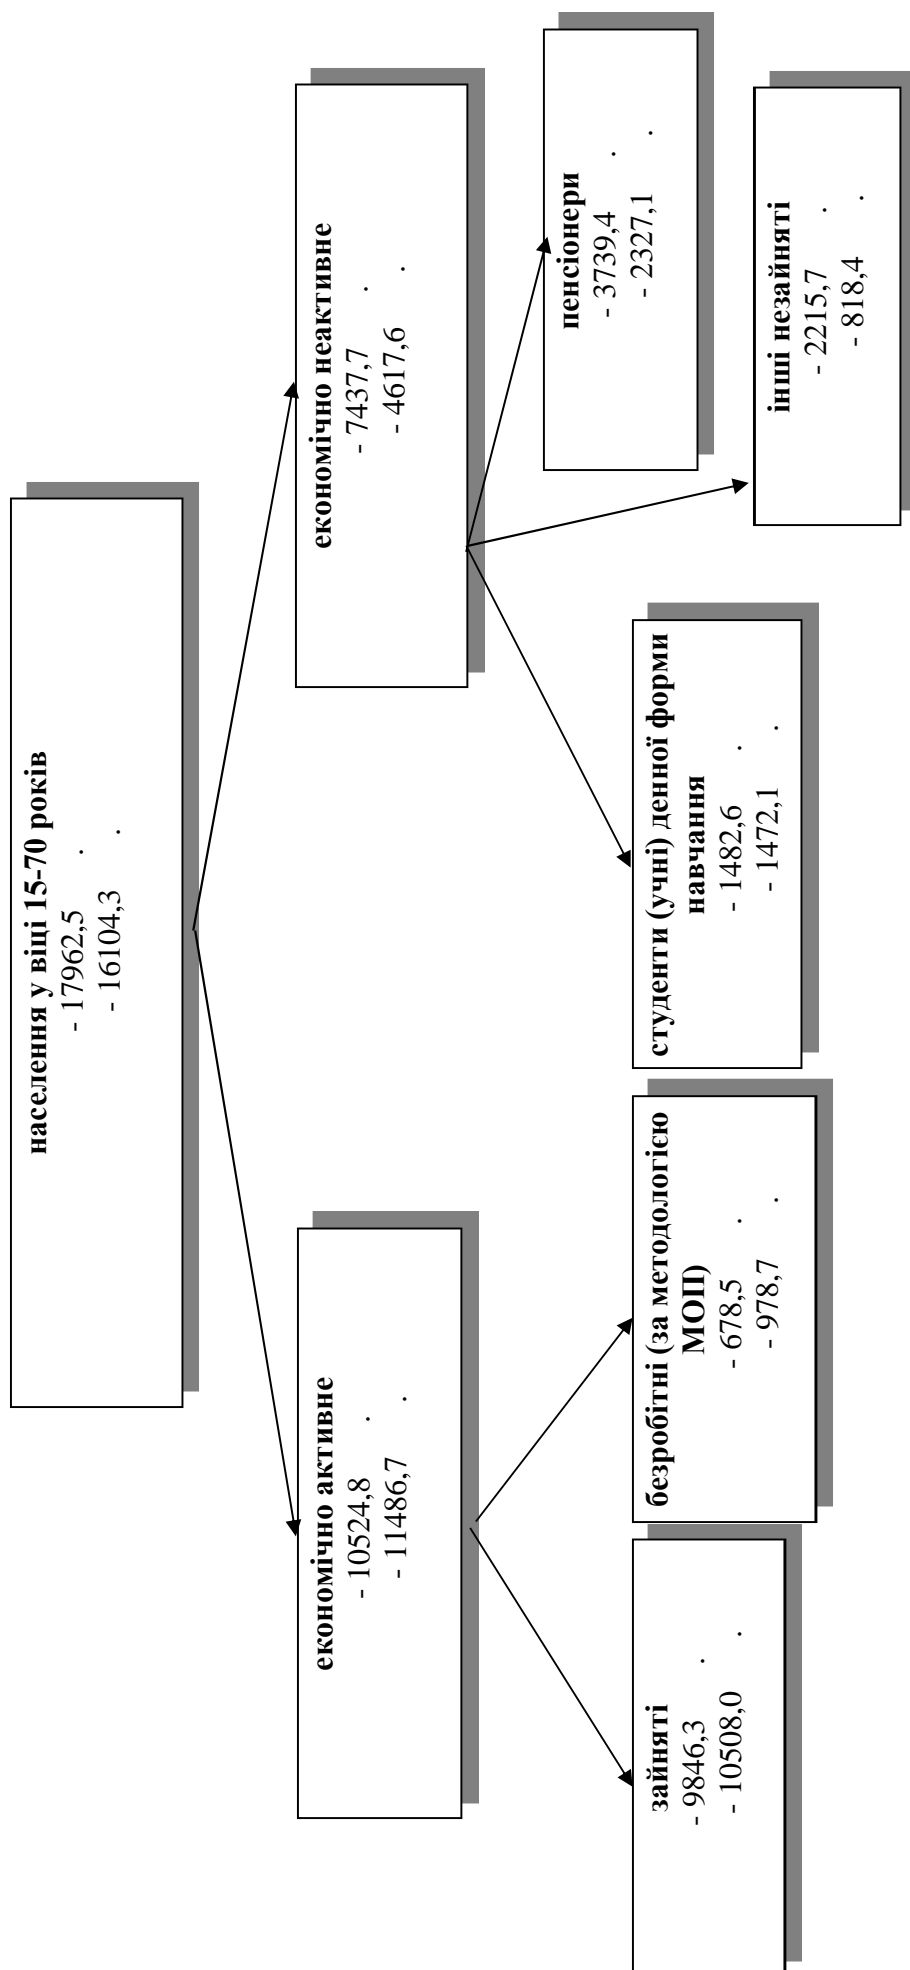 населення у віці 15-70 років
- 17962,5 .
- 16104,3 .
економічно активне
- 10524,8 .
- 11486,7 .
економічно неактивне
- 7437,7 .
- 4617,6 .
зайняті
- 9846,3 .
- 10508,0 .
безробітні (за методологією
МОП)
- 678,5 .
- 978,7 .
студенти (учні) денної форми
навчання
- 1482,6 .
- 1472,1 .
пенсіонери
- 3739,4 .
- 2327,1 .
інші незайняті
- 2215,7 .
- 818,4 .